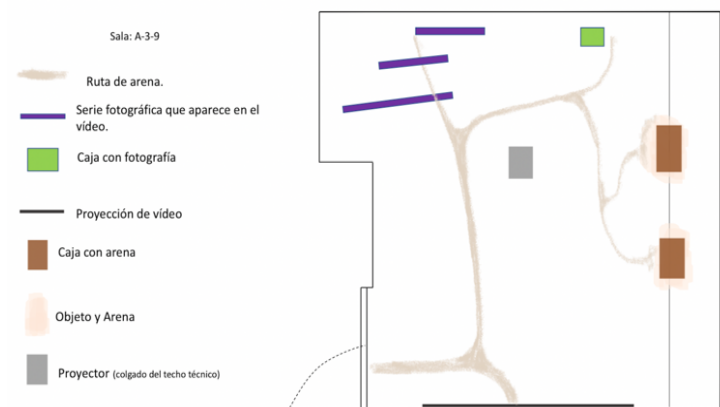 Sala: A-3-9
Ruta de arena.
Serie fotográfica que aparece en el
vídeo.
Caja con fotografía
Proyección de vídeo
Caja con arena
Objeto y Arena
Proyector (colgado del techo técnico)